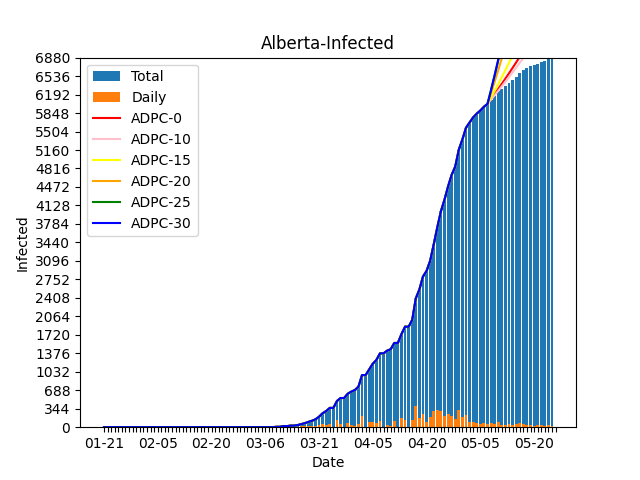 Alberta-Infected
6880
6536
6192
5848
5504
5160
4816
4472
4128
3784
3440
3096
2752
2408
2064
1720
1376
1032
688
344
0
Infected
Total
Daily
ADPC-0
ADPC-10
ADPC-15
ADPC-20
ADPC-25
ADPC-30
01-21 02-05 02-20 03-06 03-21 04-05 04-20 05-05 05-20
Date